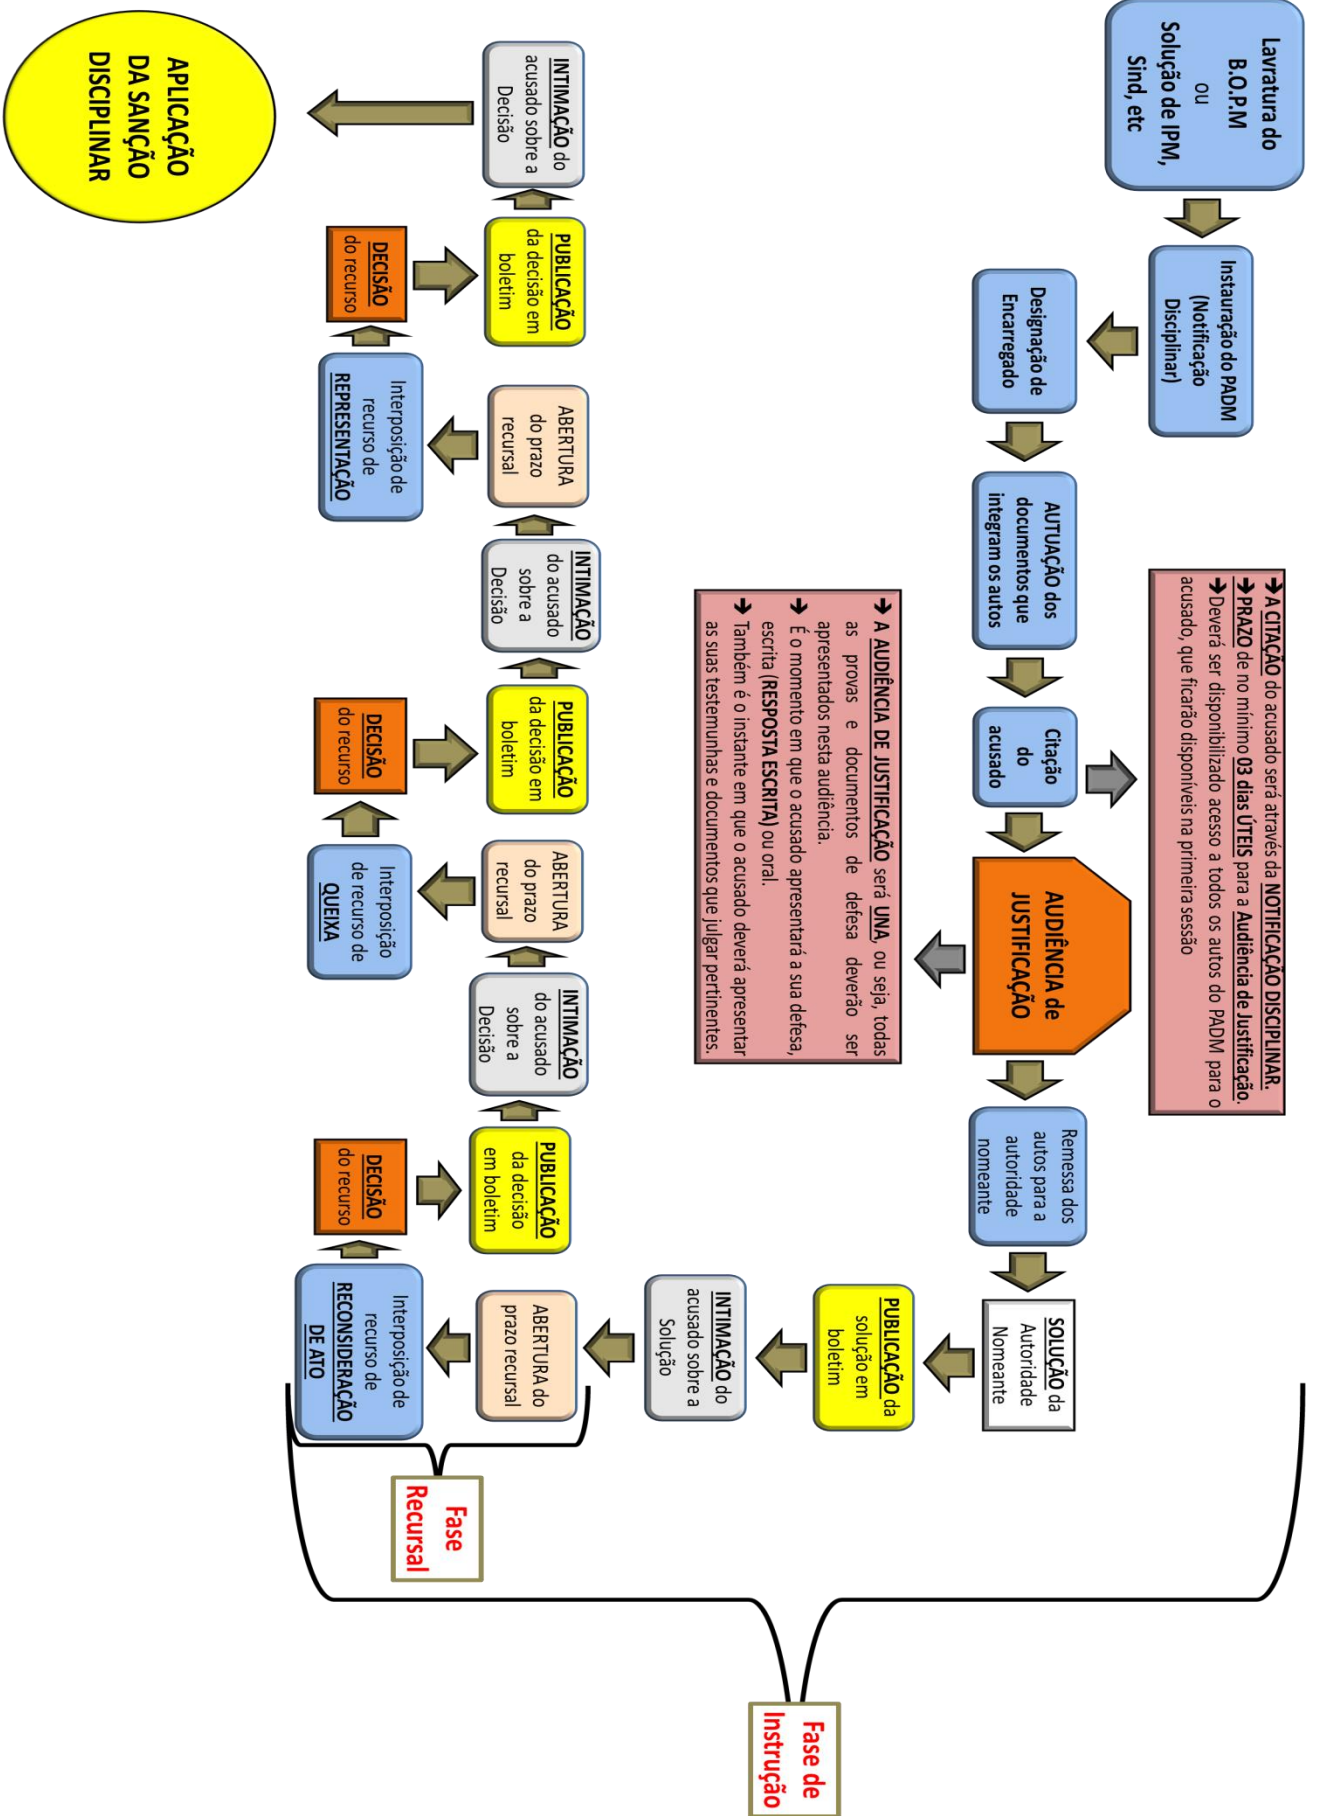 Lavratura do
B.O.P.M
ou
Solução de IPM,
Sind, etc
Instauração do PADM
(Notificação
Disciplinar)
Designação de
Encarregado
AUTUAÇÃO dos
documentos que
integram os autos
Citação
do
acusado
➔ A CITAÇÃO do acusado será através da NOTIFICAÇÃO DISCIPLINAR.
➔ PRAZO de no mínimo 03 dias ÚTEIS para a Audiência de Justificação.
➔ Deverá ser disponibilizado acesso a todos os autos do PADM para o
acusado, que ficarão disponíveis na primeira sessão
AUDIÊNCIA de
JUSTIFICAÇÃO
➔ A AUDIÊNCIA DE JUSTIFICAÇÃO será UNA, ou seja, todas
as provas e documentos de defesa deverão ser
apresentados nesta audiência.
➔ É o momento em que o acusado apresentará a sua defesa,
escrita (RESPOSTA ESCRITA) ou oral.
➔ Também é o instante em que o acusado deverá apresentar
as suas testemunhas e documentos que julgar pertinentes.
Remessa dos
autos para a
autoridade
nomeante
SOLUÇÃO da
Autoridade
Nomeante
PUBLICAÇÃO da
solução em
boletim
INTIMAÇÃO do
acusado sobre a
Solução
ABERTURA do
prazo recursal
Interposição de
recurso de
RECONSIDERAÇÃO
DE ATO
DECISÃO
do recurso
PUBLICAÇÃO
da decisão
em boletim
INTIMAÇÃO
do acusado
sobre a
Decisão
ABERTURA
do prazo
recursal
Interposição
de recurso de
QUEIXA
DECISÃO
do recurso
PUBLICAÇÃO
da decisão em
boletim
INTIMAÇÃO
do acusado
sobre a
Decisão
ABERTURA
do prazo
recursal
Interposição de
recurso de
REPRESENTAÇÃO
DECISÃO
do recurso
PUBLICAÇÃO
da decisão em
boletim
INTIMAÇÃO do
acusado sobre a
Decisão
APLICAÇÃO
DA SANÇÃO
DISCIPLINAR
Fase
Recursal
Fase de
Instrução